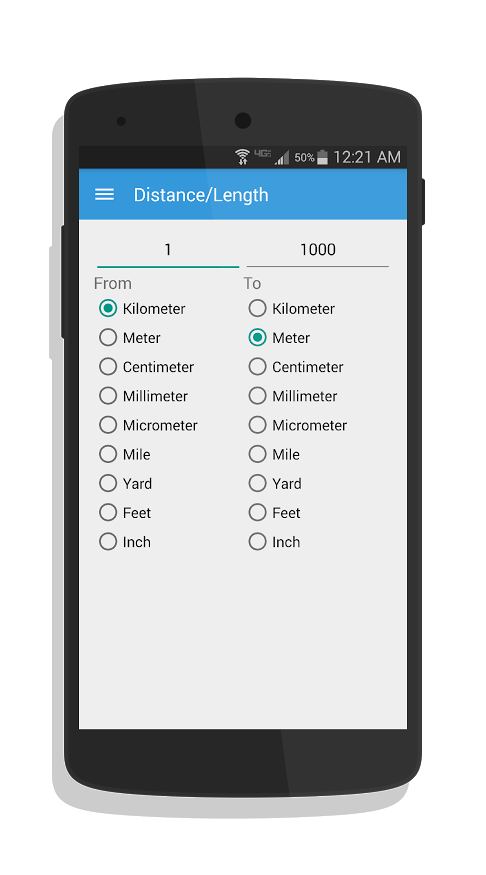 4G 50% 12:21 AM
Distance/Length
1 1000
From To
Kilometer Kilometer
Meter Meter
Centimeter Centimeter
Millimeter Millimeter
Micrometer Micrometer
Mile Mile
Yard Yard
Feet Feet
Inch Inch